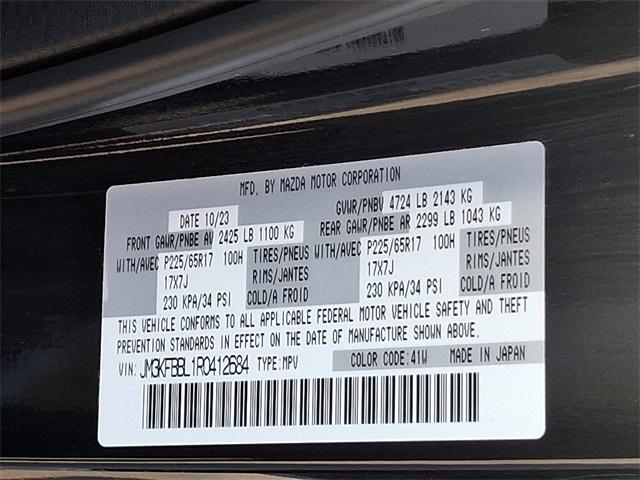 MFD. BY MAZDA MOTOR CORPORATION
DATE 10/23 GVWR/PNBV 4724 LB 2143 KG
FRONT GAWR/PNBE AV 2425 LB 1100 KG REAR GAWR/PNBE AR 2299 LB 1043 KG
WITH/AVEC P225/65R17 100H TIRES/PNEUS WITH/AVEC P225/65R17 100H TIRES/PNEUS
17X7J RIMS/JANTES 17X7J RIMS/JANTES
230 KPA/34 PSI COLD/A FROID 230 KPA/34 PSI COLD/A FROID
THIS VEHICLE CONFORMS TO ALL APPLICABLE FEDERAL MOTOR VEHICLE SAFETY AND THEFT
PREVENTION STANDARDS IN EFFECT ON THE DATE OF MANUFACTURE SHOWN ABOVE.
VIN: JM3KFBBL1R0412684 TYPE:MPV COLOR CODE:41W MADE IN JAPAN